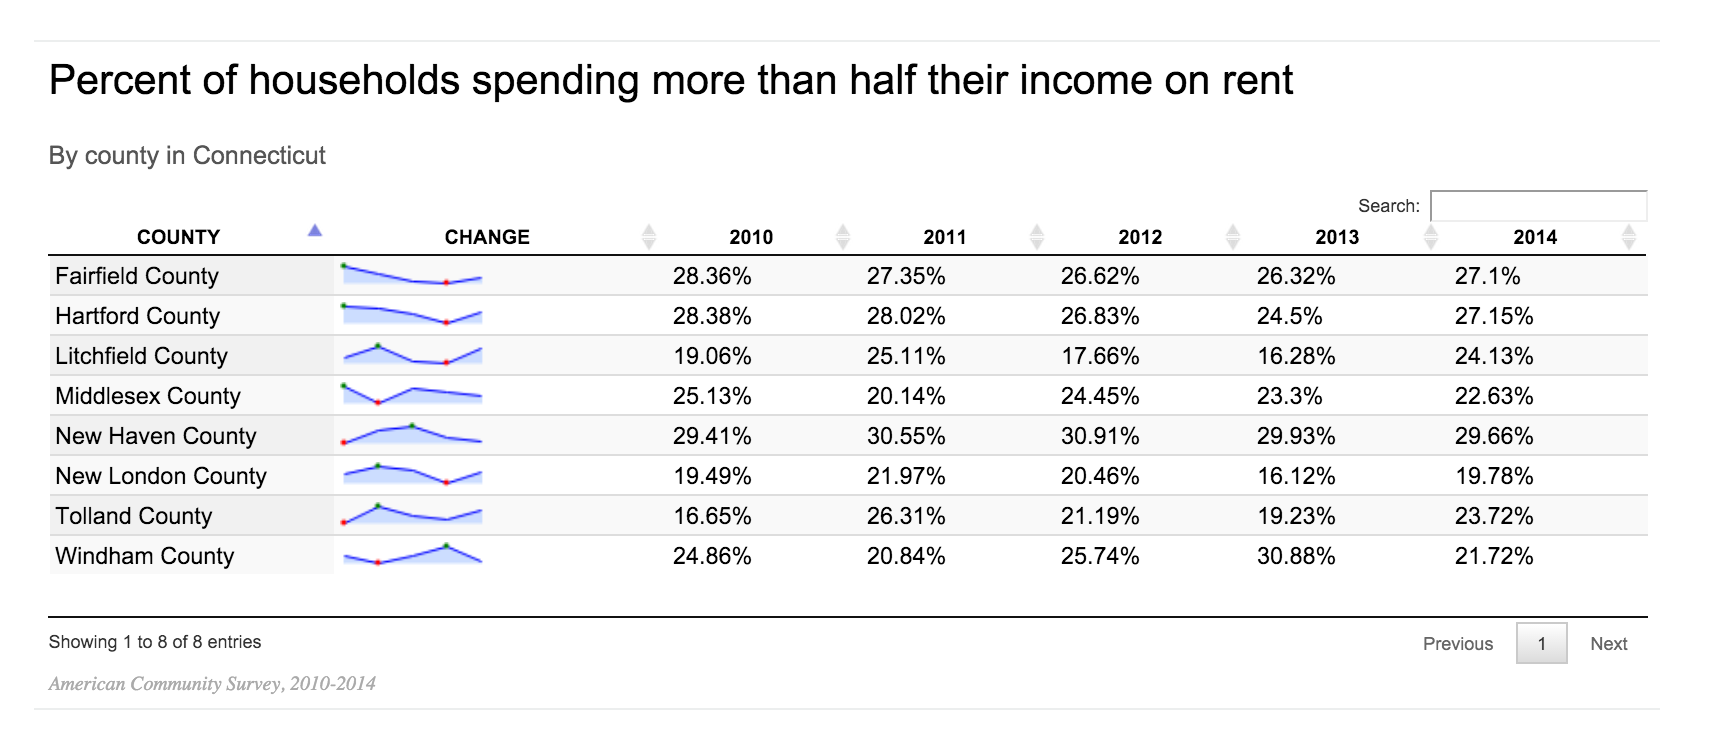 Percent of households spending more than half their income on rent
By county in Connecticut
Search:
COUNTY CHANGE 2010 2011 2012 2013 2014
Fairfield County 28.36% 27.35% 26.62% 26.32% 27.1%
Hartford County 28.38% 28.02% 26.83% 24.5% 27.15%
Litchfield County 19.06% 25.11% 17.66% 16.28% 24.13%
Middlesex County 25.13% 20.14% 24.45% 23.3% 22.63%
New Haven County 29.41% 30.55% 30.91% 29.93% 29.66%
New London County 19.49% 21.97% 20.46% 16.12% 19.78%
Tolland County 16.65% 26.31% 21.19% 19.23% 23.72%
Windham County 24.86% 20.84% 25.74% 30.88% 21.72%
Showing 1 to 8 of 8 entries Previous 1 Next
American Community Survey, 2010-2014